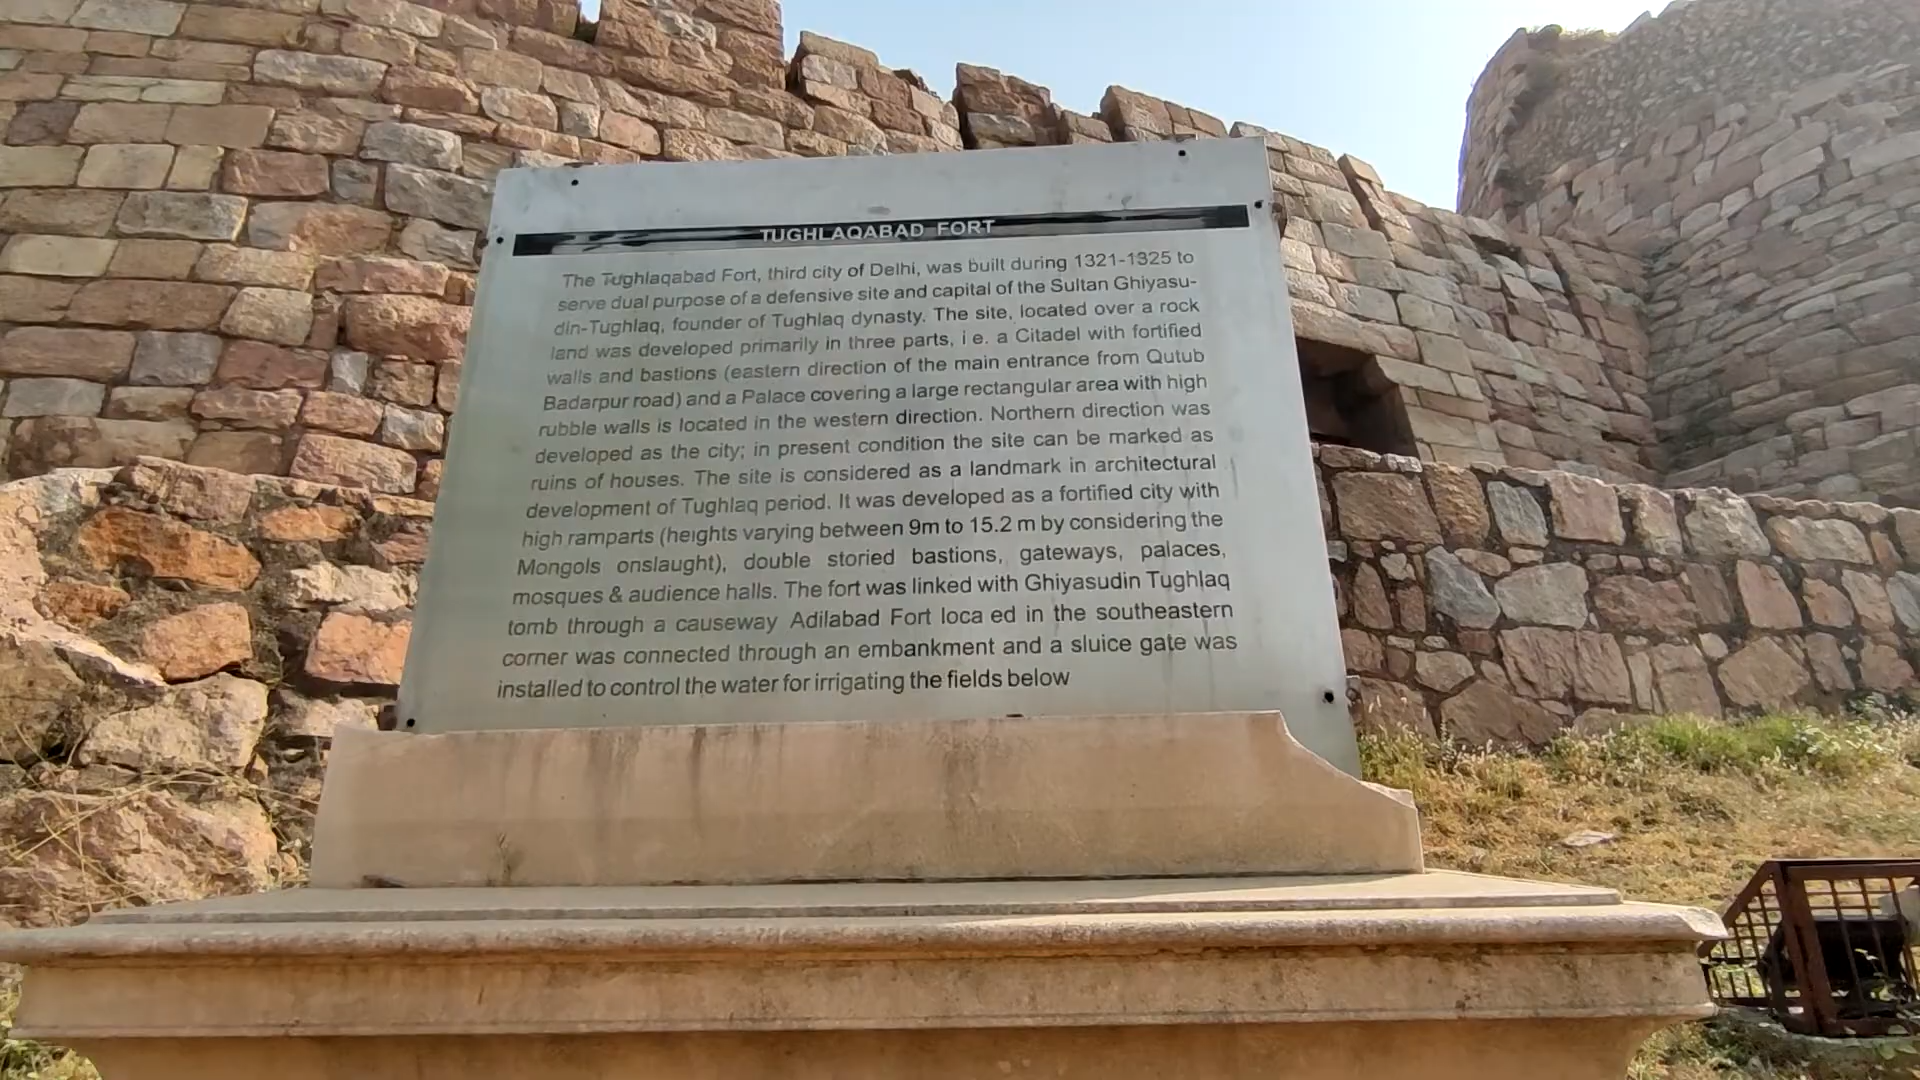 TUGHLAQABAD FORT
The Tughlaqabad Fort, third city of Delhi, was built during 1321-1325 to
serve dual purpose of a defensive site and capital of the Sultan Ghiyasu-
din-Tughlaq, founder of Tughlaq dynasty. The site, located over a rock
land was developed primarily in three parts, i e. a Citadel with fortified
walls and bastions (eastern direction of the main entrance from Qutub
Badarpur road) and a Palace covering a large rectangular area with high
rubble walls is located in the western direction. Northern direction was
developed as the city; in present condition the site can be marked as
ruins of houses. The site is considered as a landmark in architectural
development of Tughlaq period. It was developed as a fortified city with
high ramparts (heights varying between 9m to 15.2 m by considering the
Mongols onslaught), double storied bastions, gateways, palaces,
mosques & audience halls. The fort was linked with Ghiyasudin Tughlaq
tomb through a causeway Adilabad Fort loca ed in the southeastern
corner was connected through an embankment and a sluice gate was
installed to control the water for irrigating the fields below